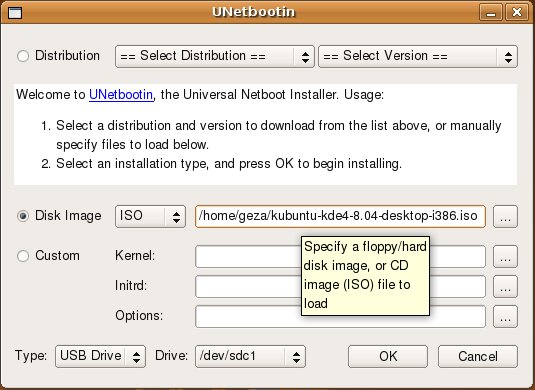 UNetbootin
Distribution == Select Distribution == == Select Version ==
Welcome to UNetbootin, the Universal Netboot Installer. Usage:
1. Select a distribution and version to download from the list above, or manually
specify files to load below.
2. Select an installation type, and press OK to begin installing.
Disk Image ISO /home/geza/kubuntu-kde4-8.04-desktop-i386.iso ...
Specify a floppy/hard
disk image, or CD
image (ISO) file to
load
Custom Kernel: ...
Initrd: ...
Options: ...
Type: USB Drive Drive: /dev/sdc1 OK Cancel